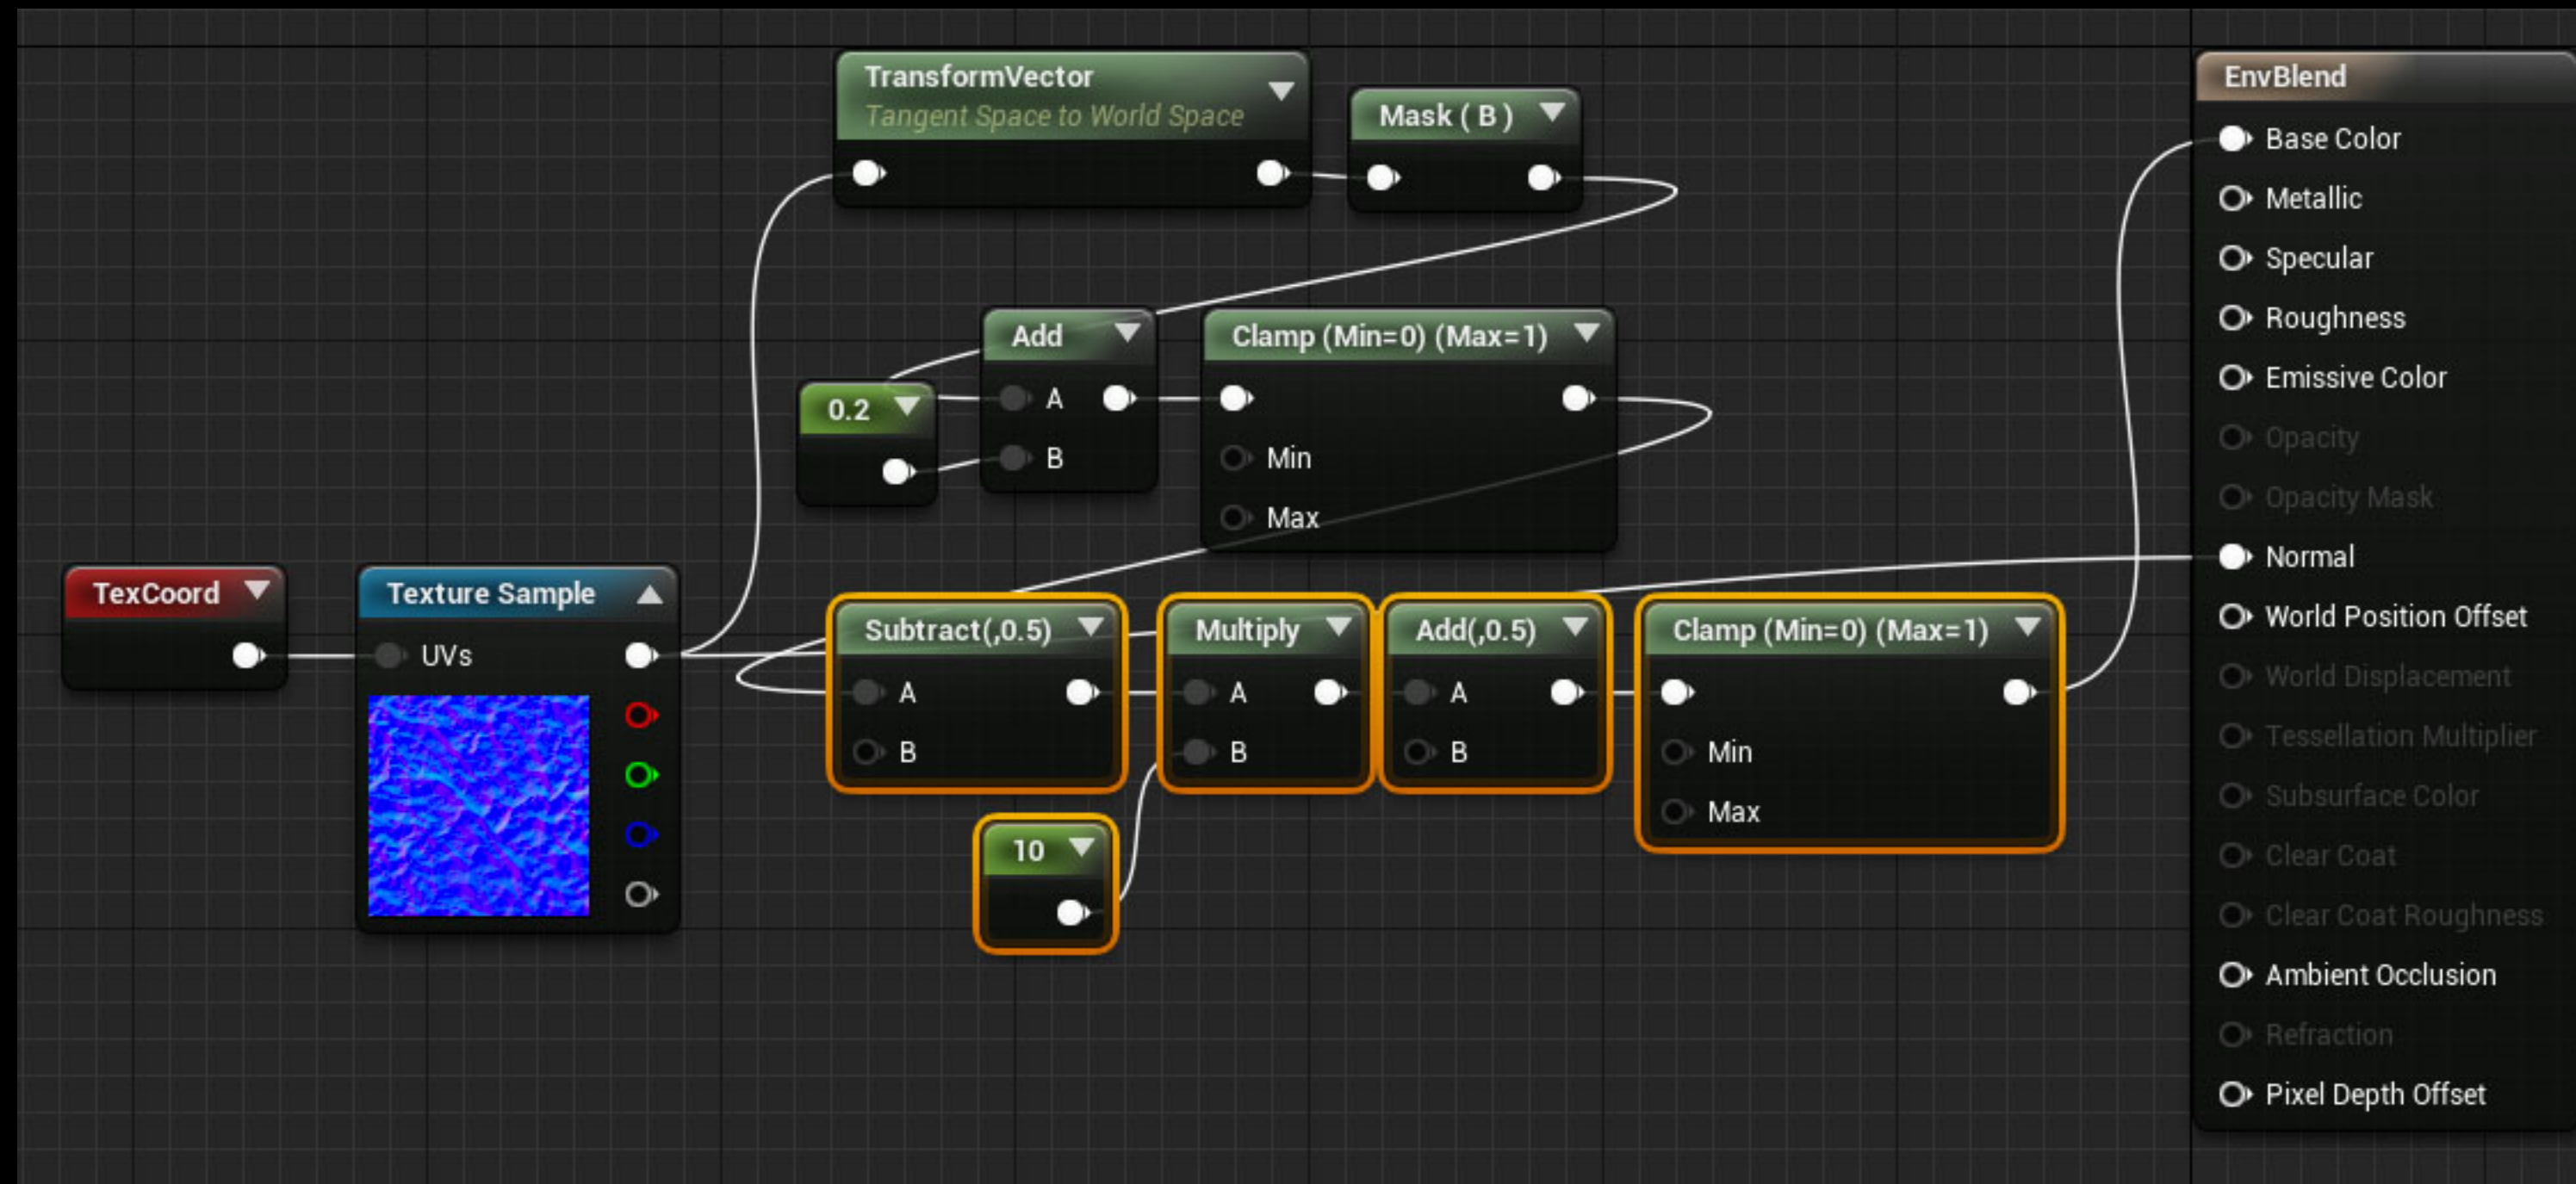 TransformVector
Tangent Space to World Space
Mask ( B )
Add
A
B
0.2
Clamp (Min=0) (Max=1)
Min
Max
TexCoord
Texture Sample
UVs
Subtract(,0.5)
A
B
Multiply
A
B
Add(,0.5)
A
B
Clamp (Min=0) (Max=1)
Min
Max
10
EnvBlend
Base Color
Metallic
Specular
Roughness
Emissive Color
Opacity
Opacity Mask
Normal
World Position Offset
World Displacement
Tessellation Multiplier
Subsurface Color
Clear Coat
Clear Coat Roughness
Ambient Occlusion
Refraction
Pixel Depth Offset